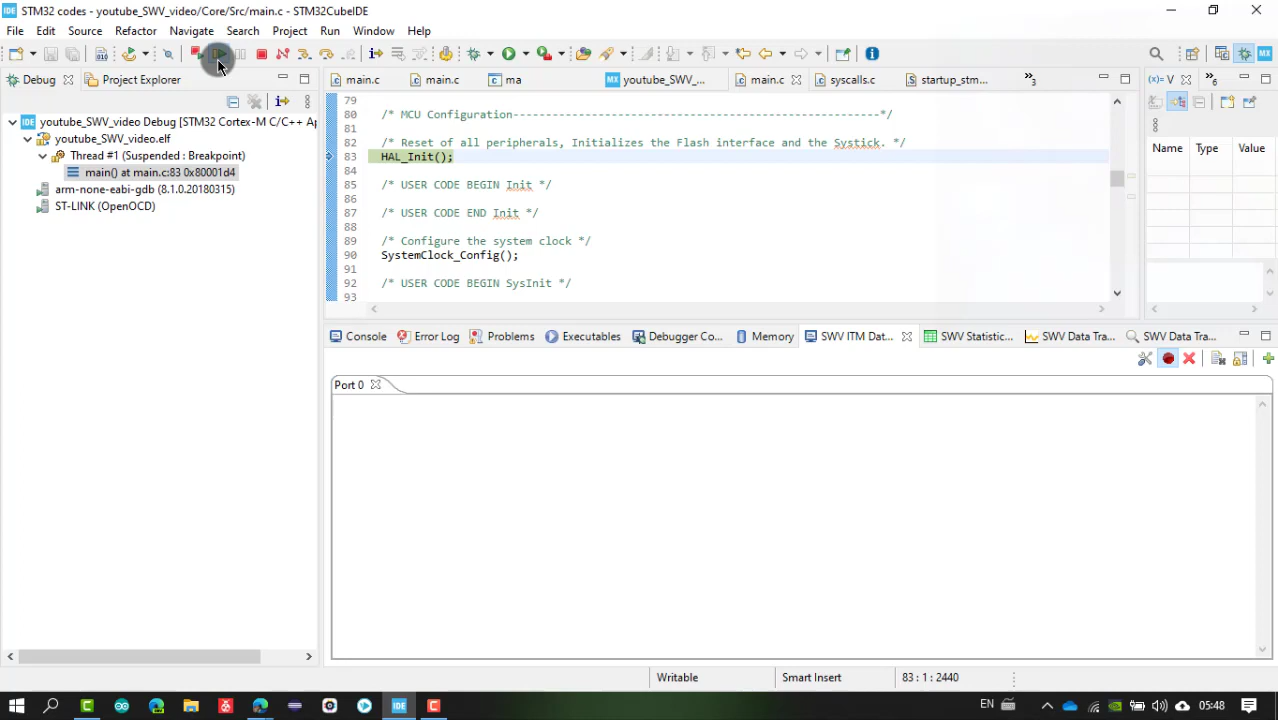 STM32 codes - youtube_SWV_video/Core/Src/main.c - STM32CubeIDE
File Edit Source Refactor Navigate Search Project Run Window Help
Debug Project Explorer
main.c main.c ma youtube_SWV_... main.c syscalls.c startup_stm... »3
(x)= V »6
youtube_SWV_video Debug [STM32 Cortex-M C/C++ Ap
youtube_SWV_video.elf
Thread #1 (Suspended : Breakpoint)
main() at main.c:83 0x80001d4
arm-none-eabi-gdb (8.1.0.20180315)
ST-LINK (OpenOCD)
79
80 /* MCU Configuration--------------------------------------------------------*/
81
82 /* Reset of all peripherals, Initializes the Flash interface and the Systick. */
83 HAL_Init();
84
85 /* USER CODE BEGIN Init */
86
87 /* USER CODE END Init */
88
89 /* Configure the system clock */
90 SystemClock_Config();
91
92 /* USER CODE BEGIN SysInit */
93
Name Type Value
Console Error Log Problems Executables Debugger Co... Memory SWV ITM Dat... SWV Statistic... SWV Data Tra... SWV Data Tra...
Port 0
Writable Smart Insert 83 : 1 : 2440
IDE EN 05:48